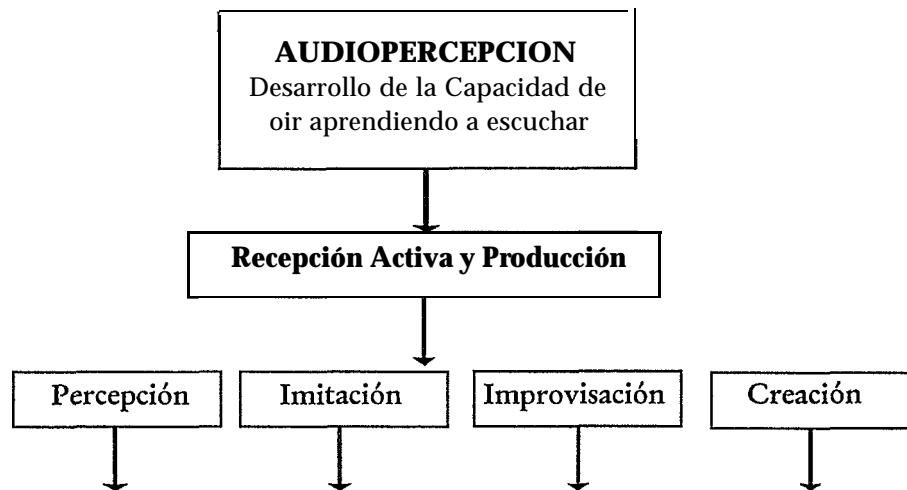 AUDIOPERCEPCION
Desarrollo de la Capacidad de
oir aprendiendo a escuchar
Recepción Activa y Producción
Percepción Imitación Improvisación Creación